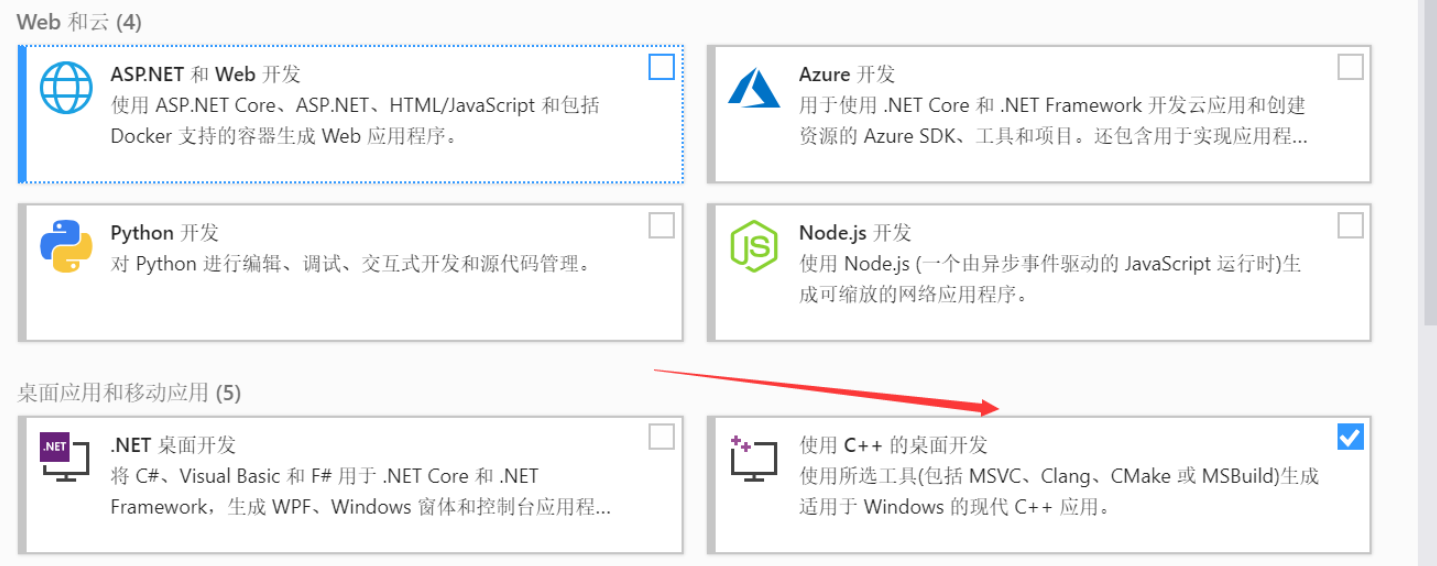 Web 和云 (4)
ASP.NET 和 Web 开发
使用 ASP.NET Core、ASP.NET、HTML/JavaScript 和包括
Docker 支持的容器生成 Web 应用程序。
Azure 开发
用于使用 .NET Core 和 .NET Framework 开发云应用和创建
资源的 Azure SDK、工具和项目。还包含用于实现应用程...
Python 开发
对 Python 进行编辑、调试、交互式开发和源代码管理。
JS
Node.js 开发
使用 Node.js (一个由异步事件驱动的 JavaScript 运行时)生
成可缩放的网络应用程序。
桌面应用和移动应用 (5)
.NET
.NET 桌面开发
将 C#、Visual Basic 和 F# 用于 .NET Core 和 .NET
Framework，生成 WPF、Windows 窗体和控制台应用程...
使用 C++ 的桌面开发
使用所选工具(包括 MSVC、Clang、CMake 或 MSBuild)生成
适用于 Windows 的现代 C++ 应用。